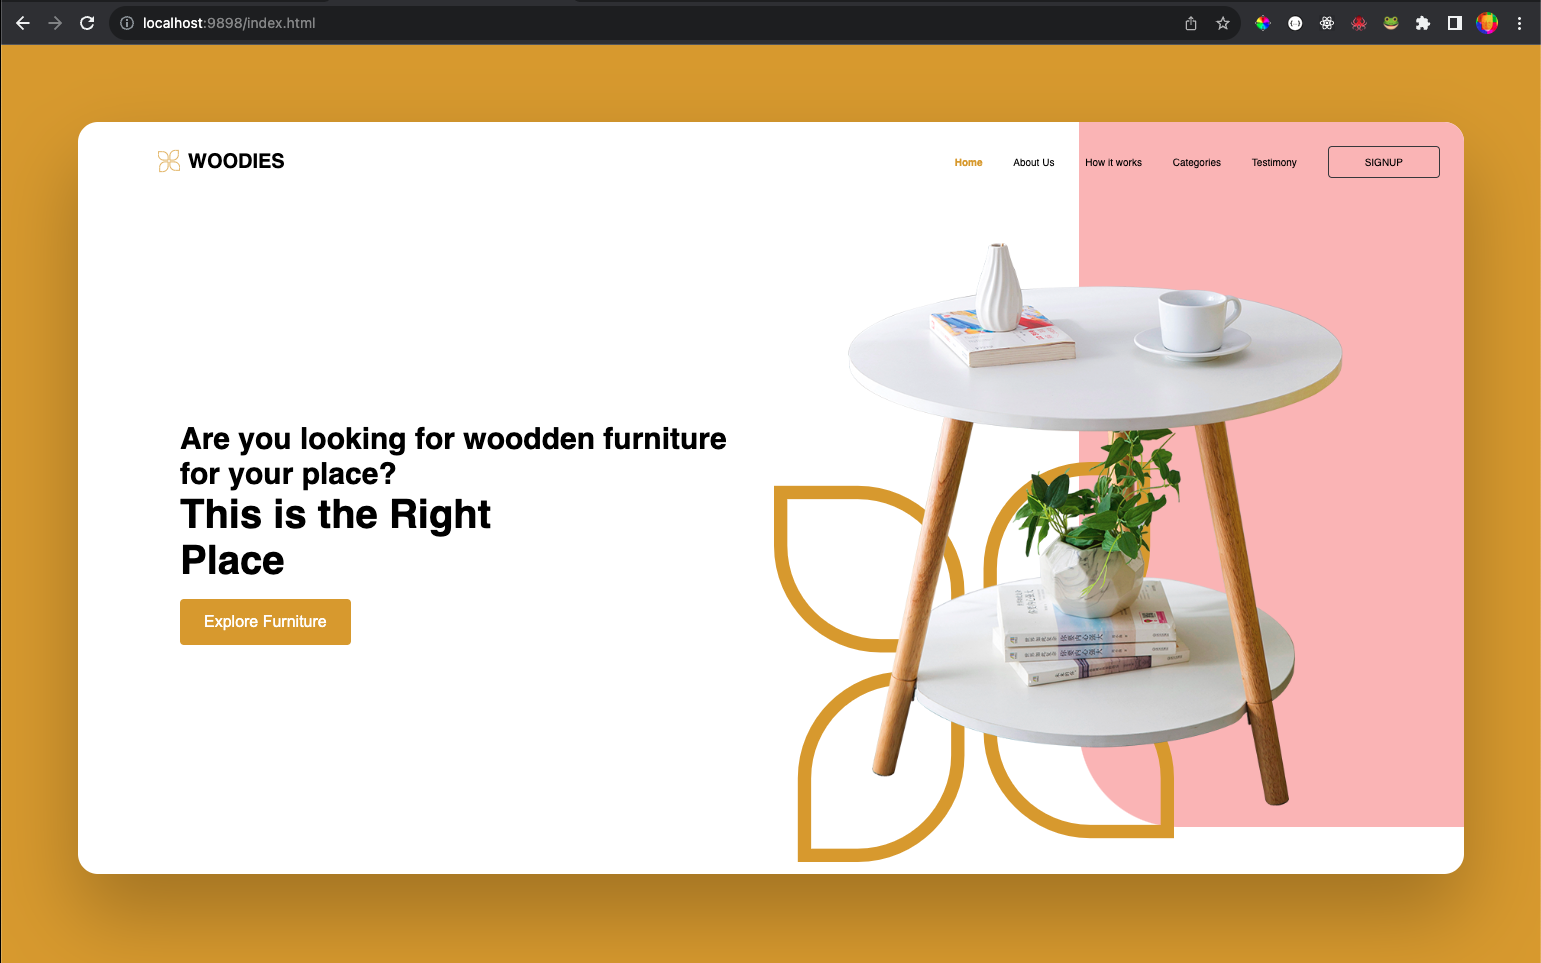 localhost:9898/index.html
WOODIES
Home About Us How it works Categories Testimony SIGNUP
Are you looking for woodden furniture
for your place?
This is the Right
Place
Explore Furniture